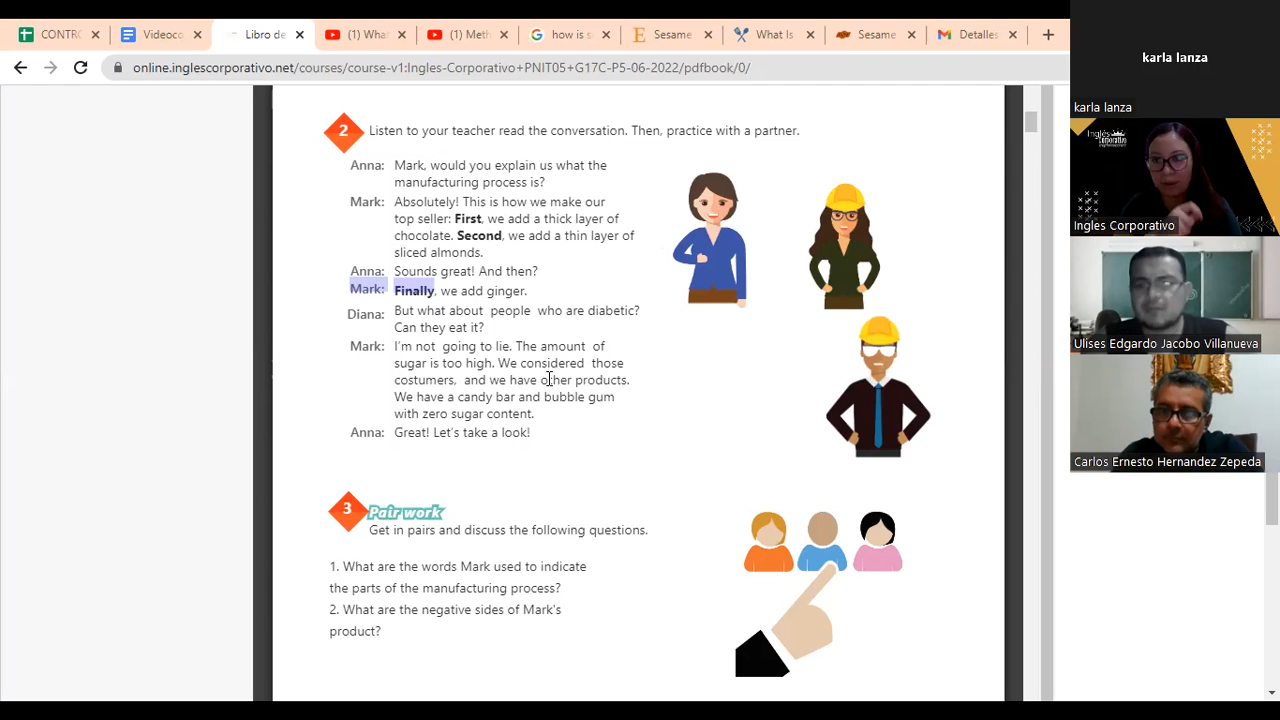 CONTRO
Videoco
Libro de
(1) Wha
(1) Meth
how is s
Sesame
What Is
Sesame
Detalles
online.inglescorporativo.net/courses/course-v1:Ingles-Corporativo+PNIT05+G17C-P5-06-2022/pdfbook/0/
2
Listen to your teacher read the conversation. Then, practice with a partner.
Anna: Mark, would you explain us what the
manufacturing process is?
Mark: Absolutely! This is how we make our
top seller: First, we add a thick layer of
chocolate. Second, we add a thin layer of
sliced almonds.
Anna: Sounds great! And then?
Mark: Finally, we add ginger.
Diana: But what about people who are diabetic?
Can they eat it?
Mark: I'm not going to lie. The amount of
sugar is too high. We considered those
costumers, and we have other products.
We have a candy bar and bubble gum
with zero sugar content.
Anna: Great! Let's take a look!
3
Pair work
Get in pairs and discuss the following questions.
1. What are the words Mark used to indicate
the parts of the manufacturing process?
2. What are the negative sides of Mark's
product?
karla lanza
karla lanza
Inglés
Corporativo
Ingles Corporativo
Ulises Edgardo Jacobo Villanueva
Carlos Ernesto Hernandez Zepeda